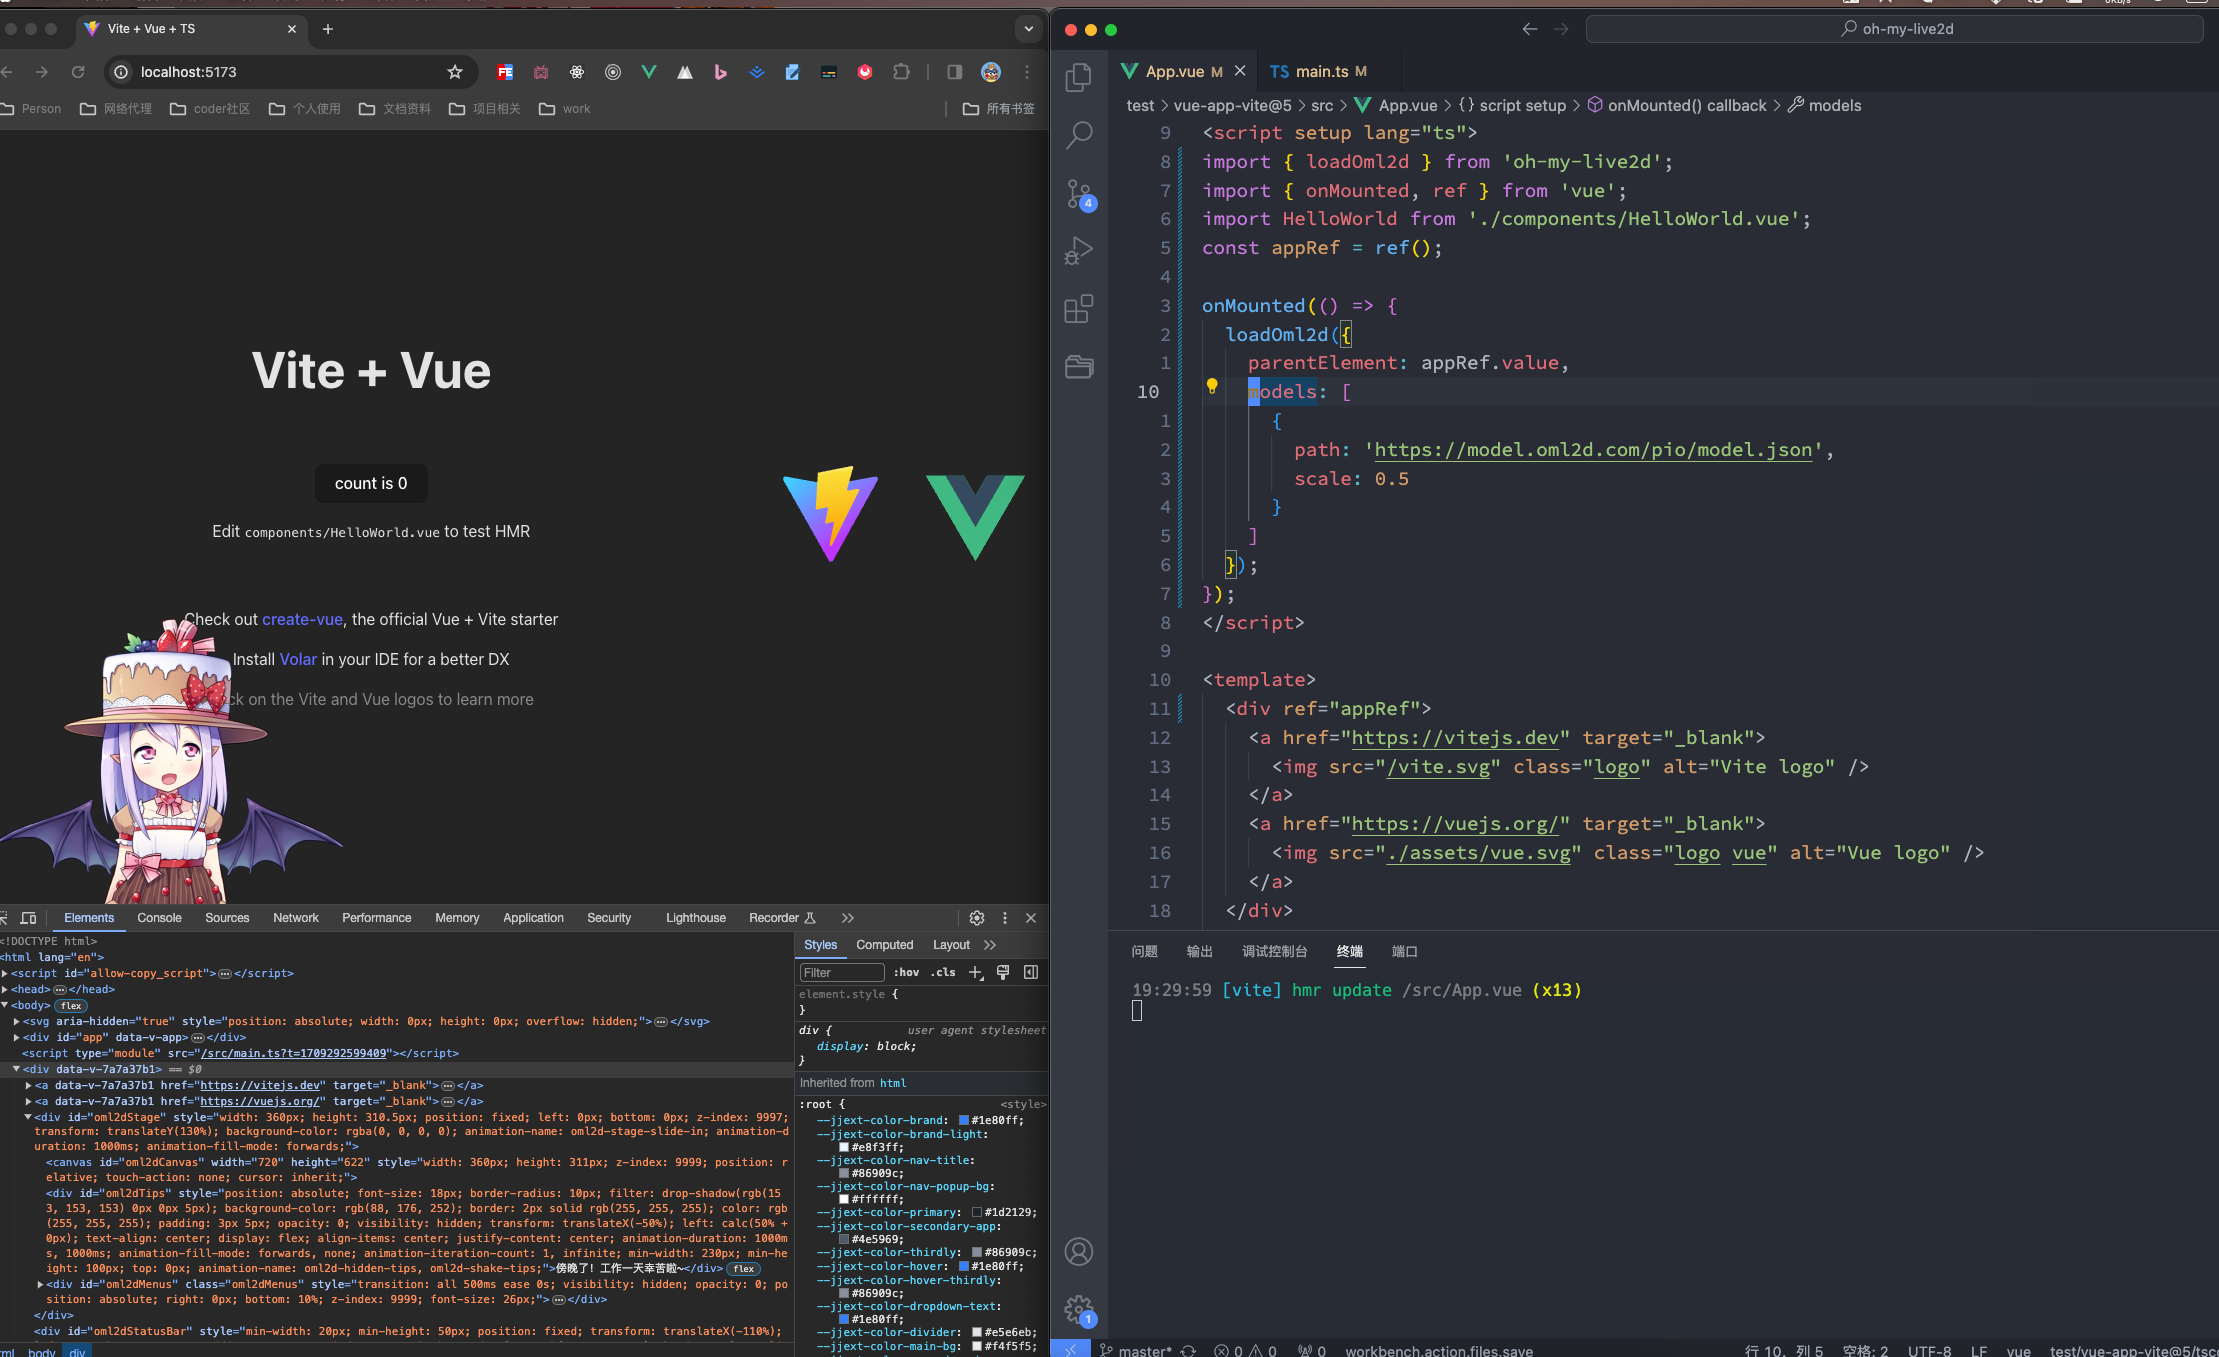 Vite + Vue + TS
localhost:5173
Person
网络代理
coder社区
个人使用
文档资料
项目相关
work
所有书签
Vite + Vue
count is 0
Edit components/HelloWorld.vue to test HMR
Check out create-vue, the official Vue + Vite starter
Install Volar in your IDE for a better DX
ck on the Vite and Vue logos to learn more
Elements Console Sources Network Performance Memory Application Security Lighthouse Recorder
<!DOCTYPE html>
<html lang="en">
<script id="allow-copy_script"></script>
<head></head>
<body> flex
<svg aria-hidden="true" style="position: absolute; width: 0px; height: 0px; overflow: hidden;"></svg>
<div id="app" data-v-app></div>
<script type="module" src="/src/main.ts?t=1709292599409"></script>
<div data-v-7a7a37b1> == $0
<a data-v-7a7a37b1 href="https://vitejs.dev" target="_blank"></a>
<a data-v-7a7a37b1 href="https://vuejs.org/" target="_blank"></a>
<div id="oml2dStage" style="width: 360px; height: 310.5px; position: fixed; left: 0px; bottom: 0px; z-index: 9997;
transform: translateY(130%); background-color: rgba(0, 0, 0, 0); animation-name: oml2d-stage-slide-in; animation-d
uration: 1000ms; animation-fill-mode: forwards;">
<canvas id="oml2dCanvas" width="720" height="622" style="width: 360px; height: 311px; z-index: 9999; position: r
elative; touch-action: none; cursor: inherit;">
<div id="oml2dTips" style="position: absolute; font-size: 18px; border-radius: 10px; filter: drop-shadow(rgb(15
3, 153, 153) 0px 0px 5px); background-color: rgb(88, 176, 252); border: 2px solid rgb(255, 255, 255); color: rgb
(255, 255, 255); padding: 3px 5px; opacity: 0; visibility: hidden; transform: translateX(-50%); left: calc(50% +
0px); text-align: center; display: flex; align-items: center; justify-content: center; animation-duration: 1000m
s, 1000ms; animation-fill-mode: forwards, none; animation-iteration-count: 1, infinite; min-width: 230px; min-he
ight: 100px; top: 0px; animation-name: oml2d-hidden-tips, oml2d-shake-tips;">傍晚了！工作一天幸苦啦~</div> flex
<div id="oml2dMenus" class="oml2dMenus" style="transition: all 500ms ease 0s; visibility: hidden; opacity: 0; po
sition: absolute; right: 0px; bottom: 10%; z-index: 9999; font-size: 26px;"></div>
</div>
<div id="oml2dStatusBar" style="min-width: 20px; min-height: 50px; position: fixed; transform: translateX(-110%);
body div
Styles Computed Layout
Filter :hov .cls
element.style {
}
div { user agent stylesheet
display: block;
}
Inherited from html
:root { <style>
--jjext-color-brand: #1e80ff;
--jjext-color-brand-light:
#e8f3ff;
--jjext-color-nav-title:
#86909c;
--jjext-color-nav-popup-bg:
#ffffff;
--jjext-color-primary: #1d2129;
--jjext-color-secondary-app:
#4e5969;
--jjext-color-thirdly: #86909c;
--jjext-color-hover: #1e80ff;
--jjext-color-hover-thirdly:
#86909c;
--jjext-color-dropdown-text:
#1e80ff;
--jjext-color-divider: #e5e6eb;
--jjext-color-main-bg: #f4f5f5;
oh-my-live2d
App.vue M
TS main.ts M
test > vue-app-vite@5 > src > App.vue > {} script setup > onMounted() callback > models
9 <script setup lang="ts">
8 import { loadOml2d } from 'oh-my-live2d';
7 import { onMounted, ref } from 'vue';
6 import HelloWorld from './components/HelloWorld.vue';
5 const appRef = ref();
4
3 onMounted(() => {
2 loadOml2d({
1 parentElement: appRef.value,
10 models: [
1 {
2 path: 'https://model.oml2d.com/pio/model.json',
3 scale: 0.5
4 }
5 ]
6 });
7 });
8 </script>
9
10 <template>
11 <div ref="appRef">
12 <a href="https://vitejs.dev" target="_blank">
13 <img src="/vite.svg" class="logo" alt="Vite logo" />
14 </a>
15 <a href="https://vuejs.org/" target="_blank">
16 <img src="./assets/vue.svg" class="logo vue" alt="Vue logo" />
17 </a>
18 </div>
4
1
问题 输出 调试控制台 终端 端口
19:29:59 [vite] hmr update /src/App.vue (x13)
master* 0 0 0 workbench.action.files.save
行 10，列 5 空格: 2 UTF-8 LF vue test/vue-app-vite@5/tsco